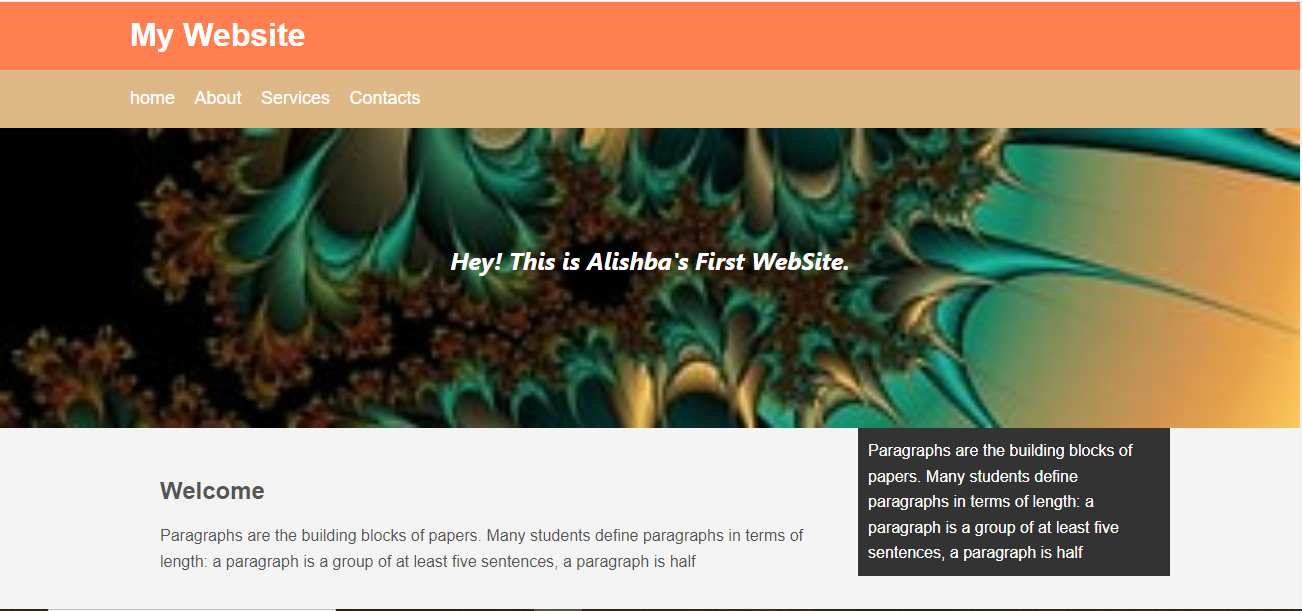 My Website
home About Services Contacts
Hey! This is Alishba's First WebSite.
Welcome
Paragraphs are the building blocks of papers. Many students define paragraphs in terms of
length: a paragraph is a group of at least five sentences, a paragraph is half
Paragraphs are the building blocks of
papers. Many students define
paragraphs in terms of length: a
paragraph is a group of at least five
sentences, a paragraph is half